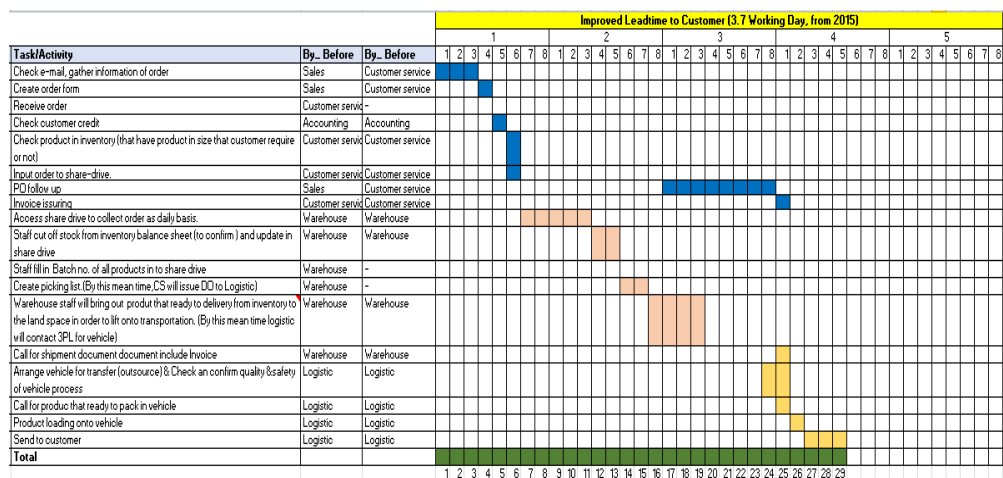 Improved Leadtime to Customer (3.7 Working Day, from 2015)
1 2 3 4 5
Task/Activity By_ Before By_ Before 1 2 3 4 5 6 7 8 1 2 3 4 5 6 7 8 1 2 3 4 5 6 7 8 1 2 3 4 5 6 7 8 1 2 3 4 5 6 7 8
Check e-mail, gather information of order Sales Customer service
Create order form Sales Customer service
Receive order Customer servic -
Check customer credit Accounting Accounting
Check product in inventory (that have product in size that customer require Customer servic Customer service
or not)
Input order to share-drive. Customer servic Customer service
PO follow up Sales Customer service
Invoice issuring Customer servic Customer service
Access share drive to collect order as daily basis. Warehouse Warehouse
Staff cut off stock from inventory balance sheet (to confirm ) and update in Warehouse Warehouse
share drive
Staff fill in Batch no. of all products in to share drive Warehouse -
Create picking list.(By this mean time,CS will issue DO to Logistic) Warehouse -
Warehouse staff will bring out produt that ready to delivery from inventory to Warehouse Warehouse
the land space in order to lift onto transportation. (By this mean time logistic
will contact 3PL for vehicle)
Call for shipment document document include Invoice Warehouse Warehouse
Arrange vehicle for transfer (outsource) & Check an confirm quality &safety Logistic Logistic
of vehicle process
Call for produc that ready to pack in vehicle Logistic Logistic
Product loading onto vehicle Logistic Logistic
Send to customer Logistic Logistic
Total
1 2 3 4 5 6 7 8 9 10 11 12 13 14 15 16 17 18 19 20 21 22 23 24 25 26 27 28 29